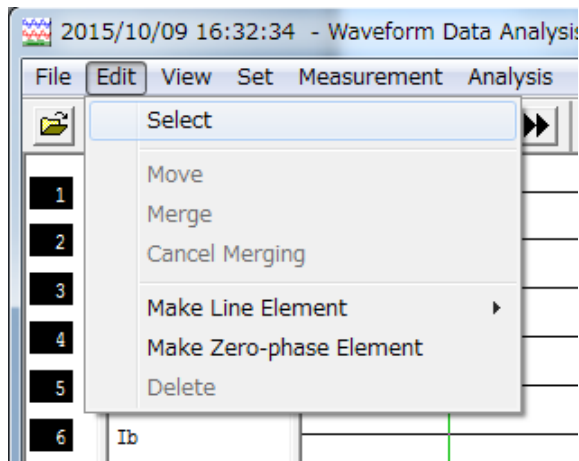 2015/10/09 16:32:34 - Waveform Data Analysis
File Edit View Set Measurement Analysis
Select
Move
1
Merge
2
Cancel Merging
3
Make Line Element
4
Make Zero-phase Element
5
Delete
6 Ib